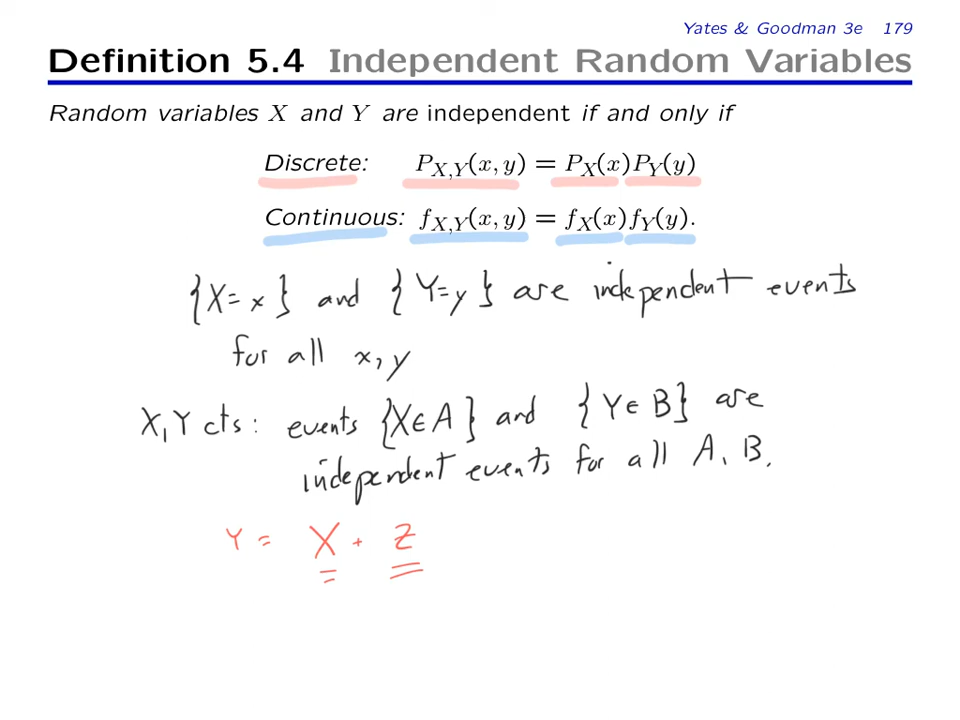 Yates & Goodman 3e 179
Definition 5.4 Independent Random Variables
Random variables X and Y are independent if and only if
Discrete: P_{X,Y}(x, y) = P_X(x)P_Y(y)
Continuous: f_{X,Y}(x, y) = f_X(x)f_Y(y).
{X=x} and {Y=y} are independent events
for all x, y
X, Y cts: events {X∈A} and {Y∈B} are
independent events for all A, B.
Y = X + Z